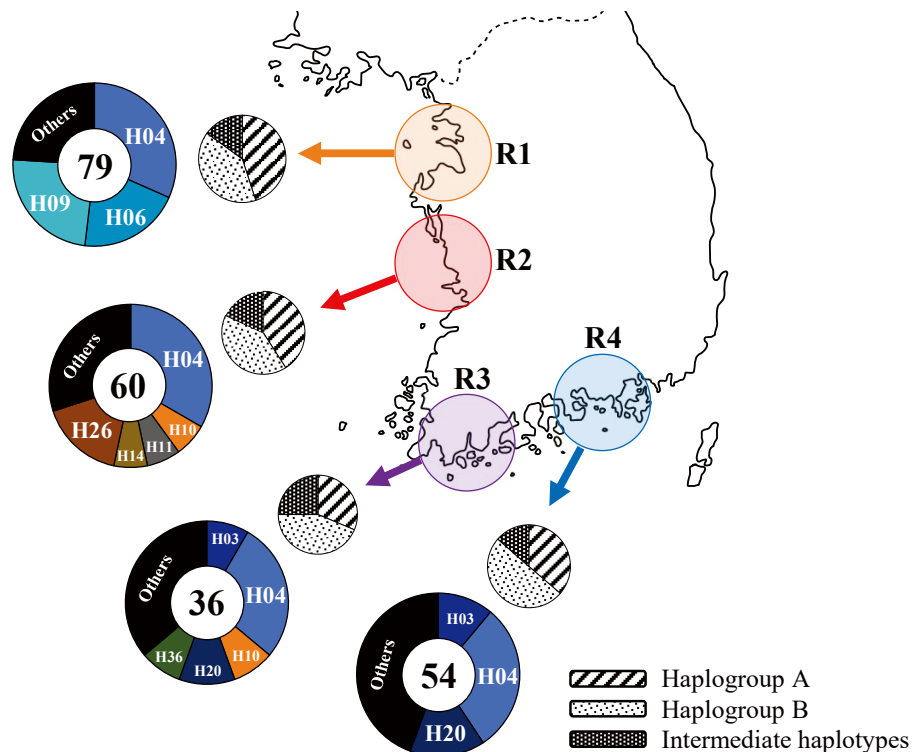 Others
H04
79
H09
H06
R1
R2
Others
H04
60
H26
H10
H14
H11
R3
R4
Others
H03
H04
36
H36
H20
H10
Others
H03
H04
54
H20
Haplogroup A
Haplogroup B
Intermediate haplotypes